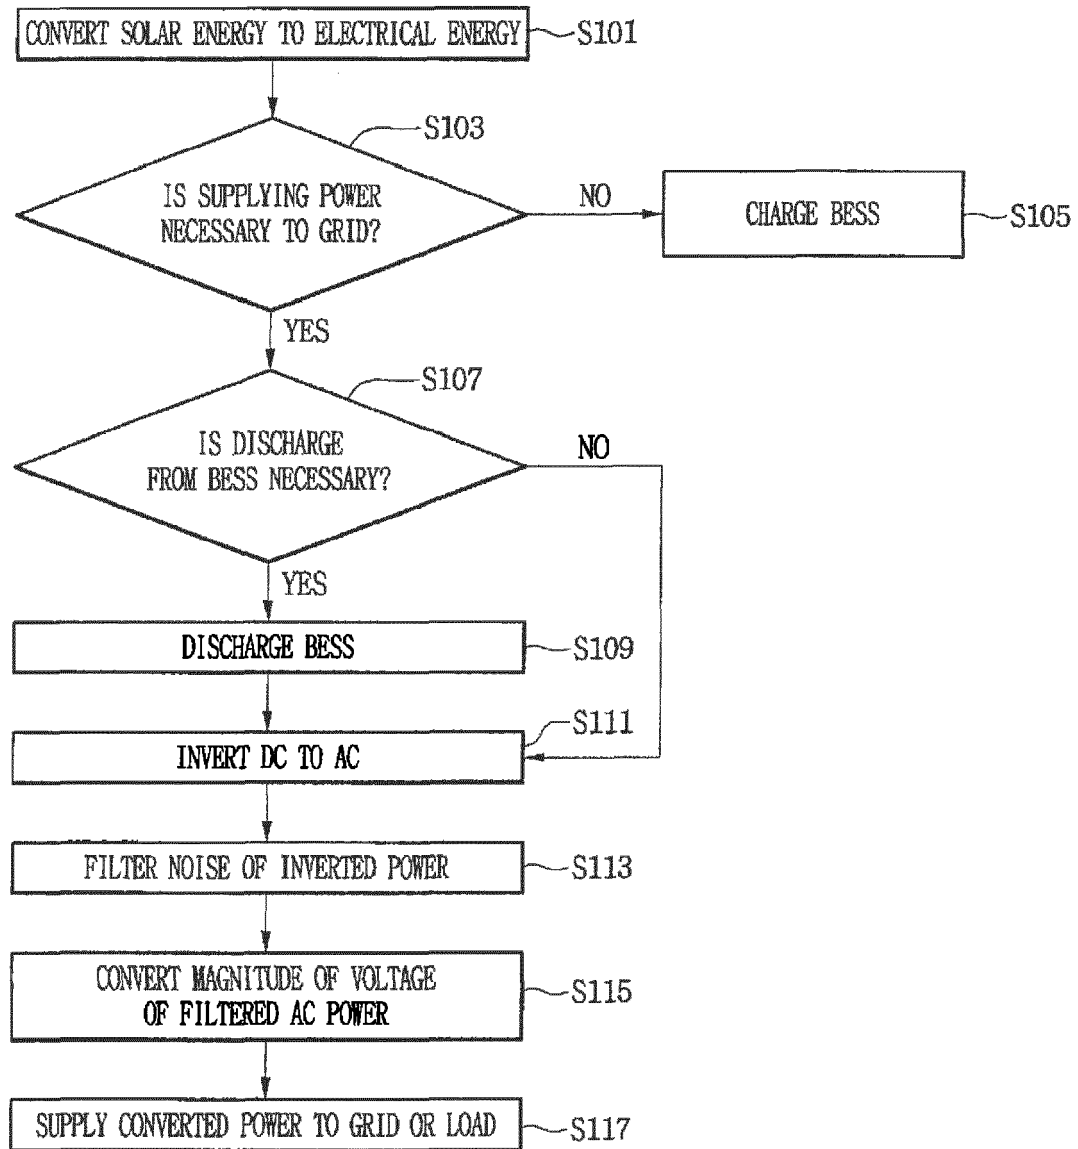 CONVERT SOLAR ENERGY TO ELECTRICAL ENERGY
S101
S103
IS SUPPLYING POWER
NECESSARY TO GRID?
NO
CHARGE BESS
S105
YES
S107
IS DISCHARGE
FROM BESS NECESSARY?
NO
YES
DISCHARGE BESS
S109
S111
INVERT DC TO AC
FILTER NOISE OF INVERTED POWER
S113
CONVERT MAGNITUDE OF VOLTAGE
OF FILTERED AC POWER
S115
SUPPLY CONVERTED POWER TO GRID OR LOAD
S117